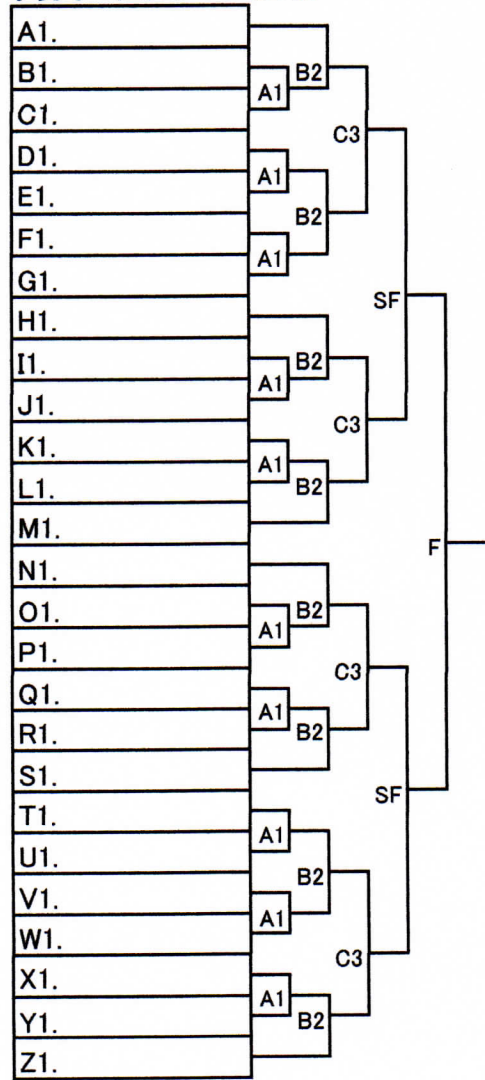 A1.
B1.
C1.
D1.
E1.
F1.
G1.
H1.
I1.
J1.
K1.
L1.
M1.
N1.
O1.
P1.
Q1.
R1.
S1.
T1.
U1.
V1.
W1.
X1.
Y1.
Z1.
A1
A1
A1
A1
A1
A1
A1
A1
A1
A1
B2
B2
B2
B2
B2
B2
B2
B2
C3
C3
C3
C3
SF
SF
F